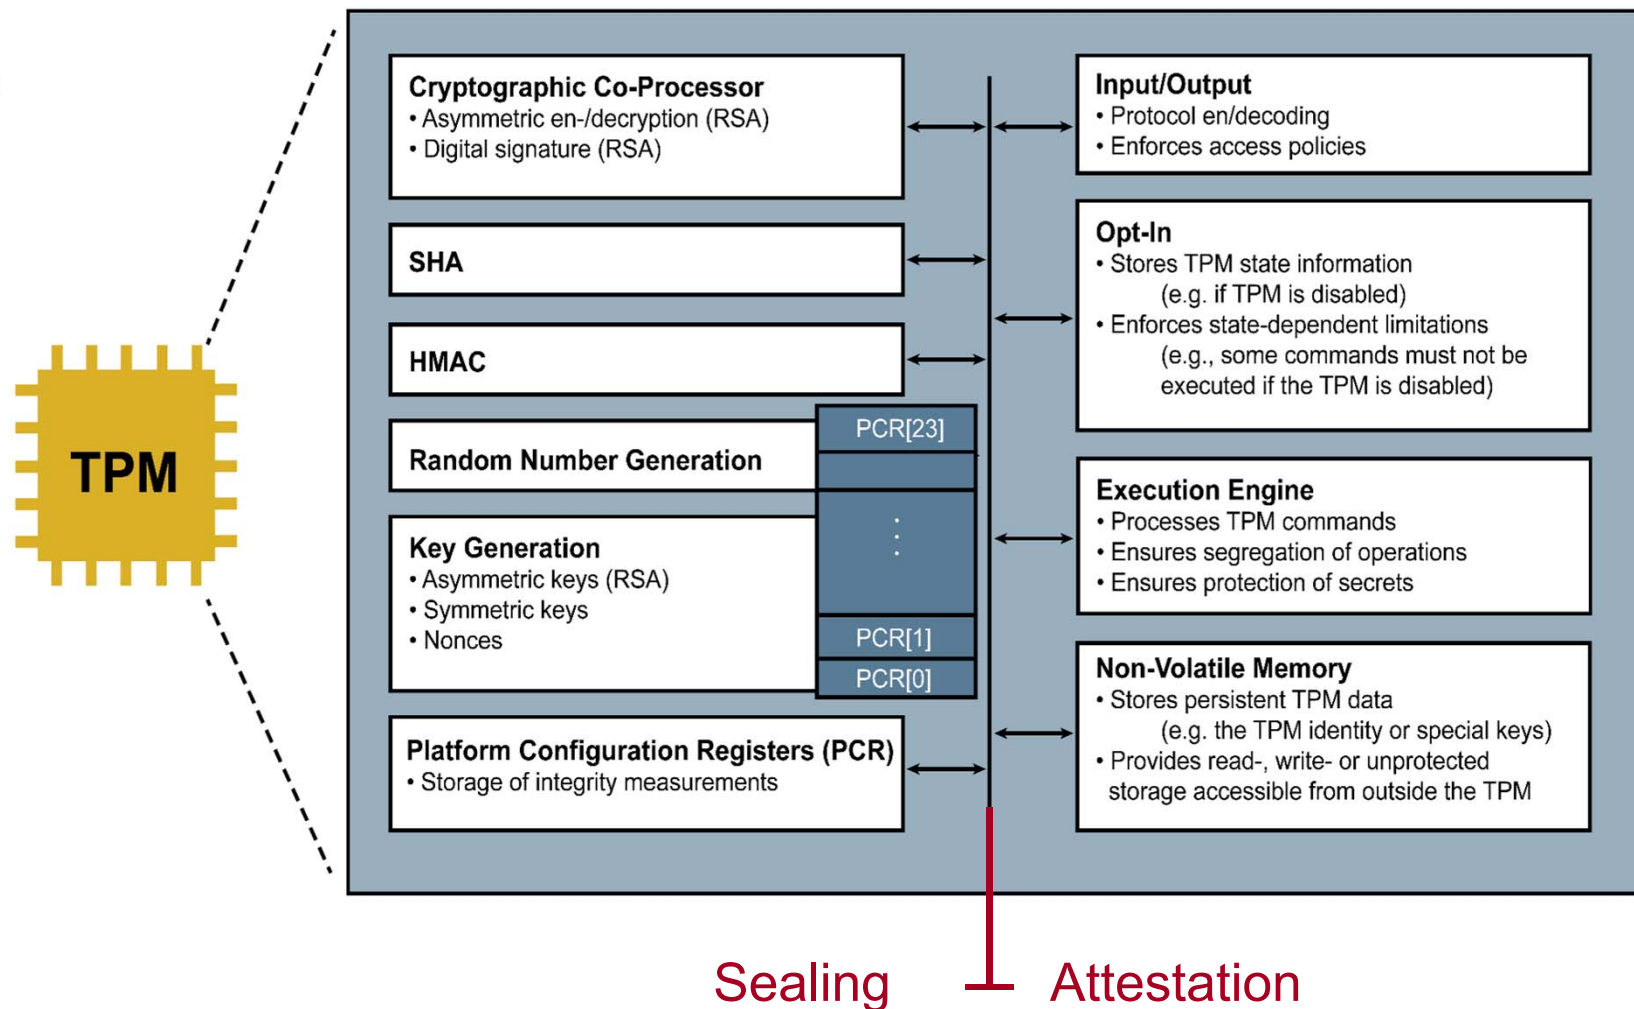 TPM
Cryptographic Co-Processor
• Asymmetric en-/decryption (RSA)
• Digital signature (RSA)
SHA
HMAC
Random Number Generation
Key Generation
• Asymmetric keys (RSA)
• Symmetric keys
• Nonces
PCR[23]
⋮
PCR[1]
PCR[0]
Platform Configuration Registers (PCR)
• Storage of integrity measurements
Input/Output
• Protocol en/decoding
• Enforces access policies
Opt-In
• Stores TPM state information
(e.g. if TPM is disabled)
• Enforces state-dependent limitations
(e.g., some commands must not be
executed if the TPM is disabled)
Execution Engine
• Processes TPM commands
• Ensures segregation of operations
• Ensures protection of secrets
Non-Volatile Memory
• Stores persistent TPM data
(e.g. the TPM identity or special keys)
• Provides read-, write- or unprotected
storage accessible from outside the TPM
Sealing
Attestation